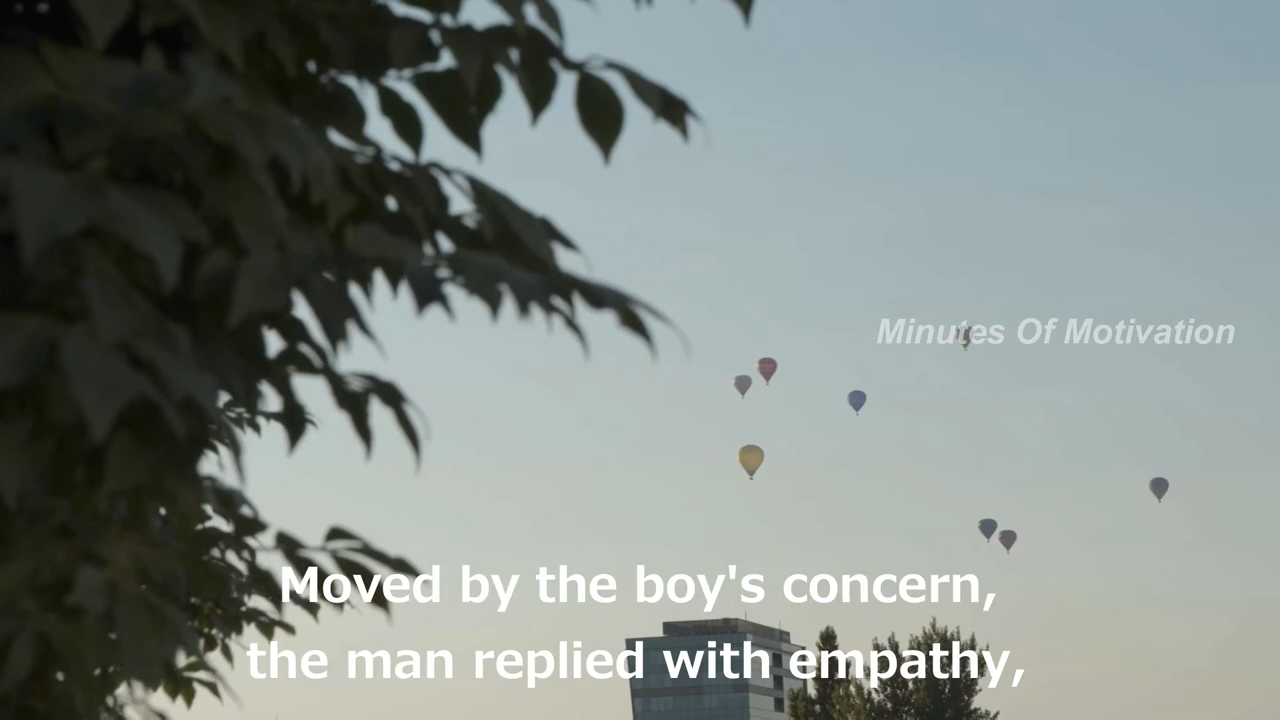 Minutes Of Motivation
Moved by the boy's concern,
the man replied with empathy,